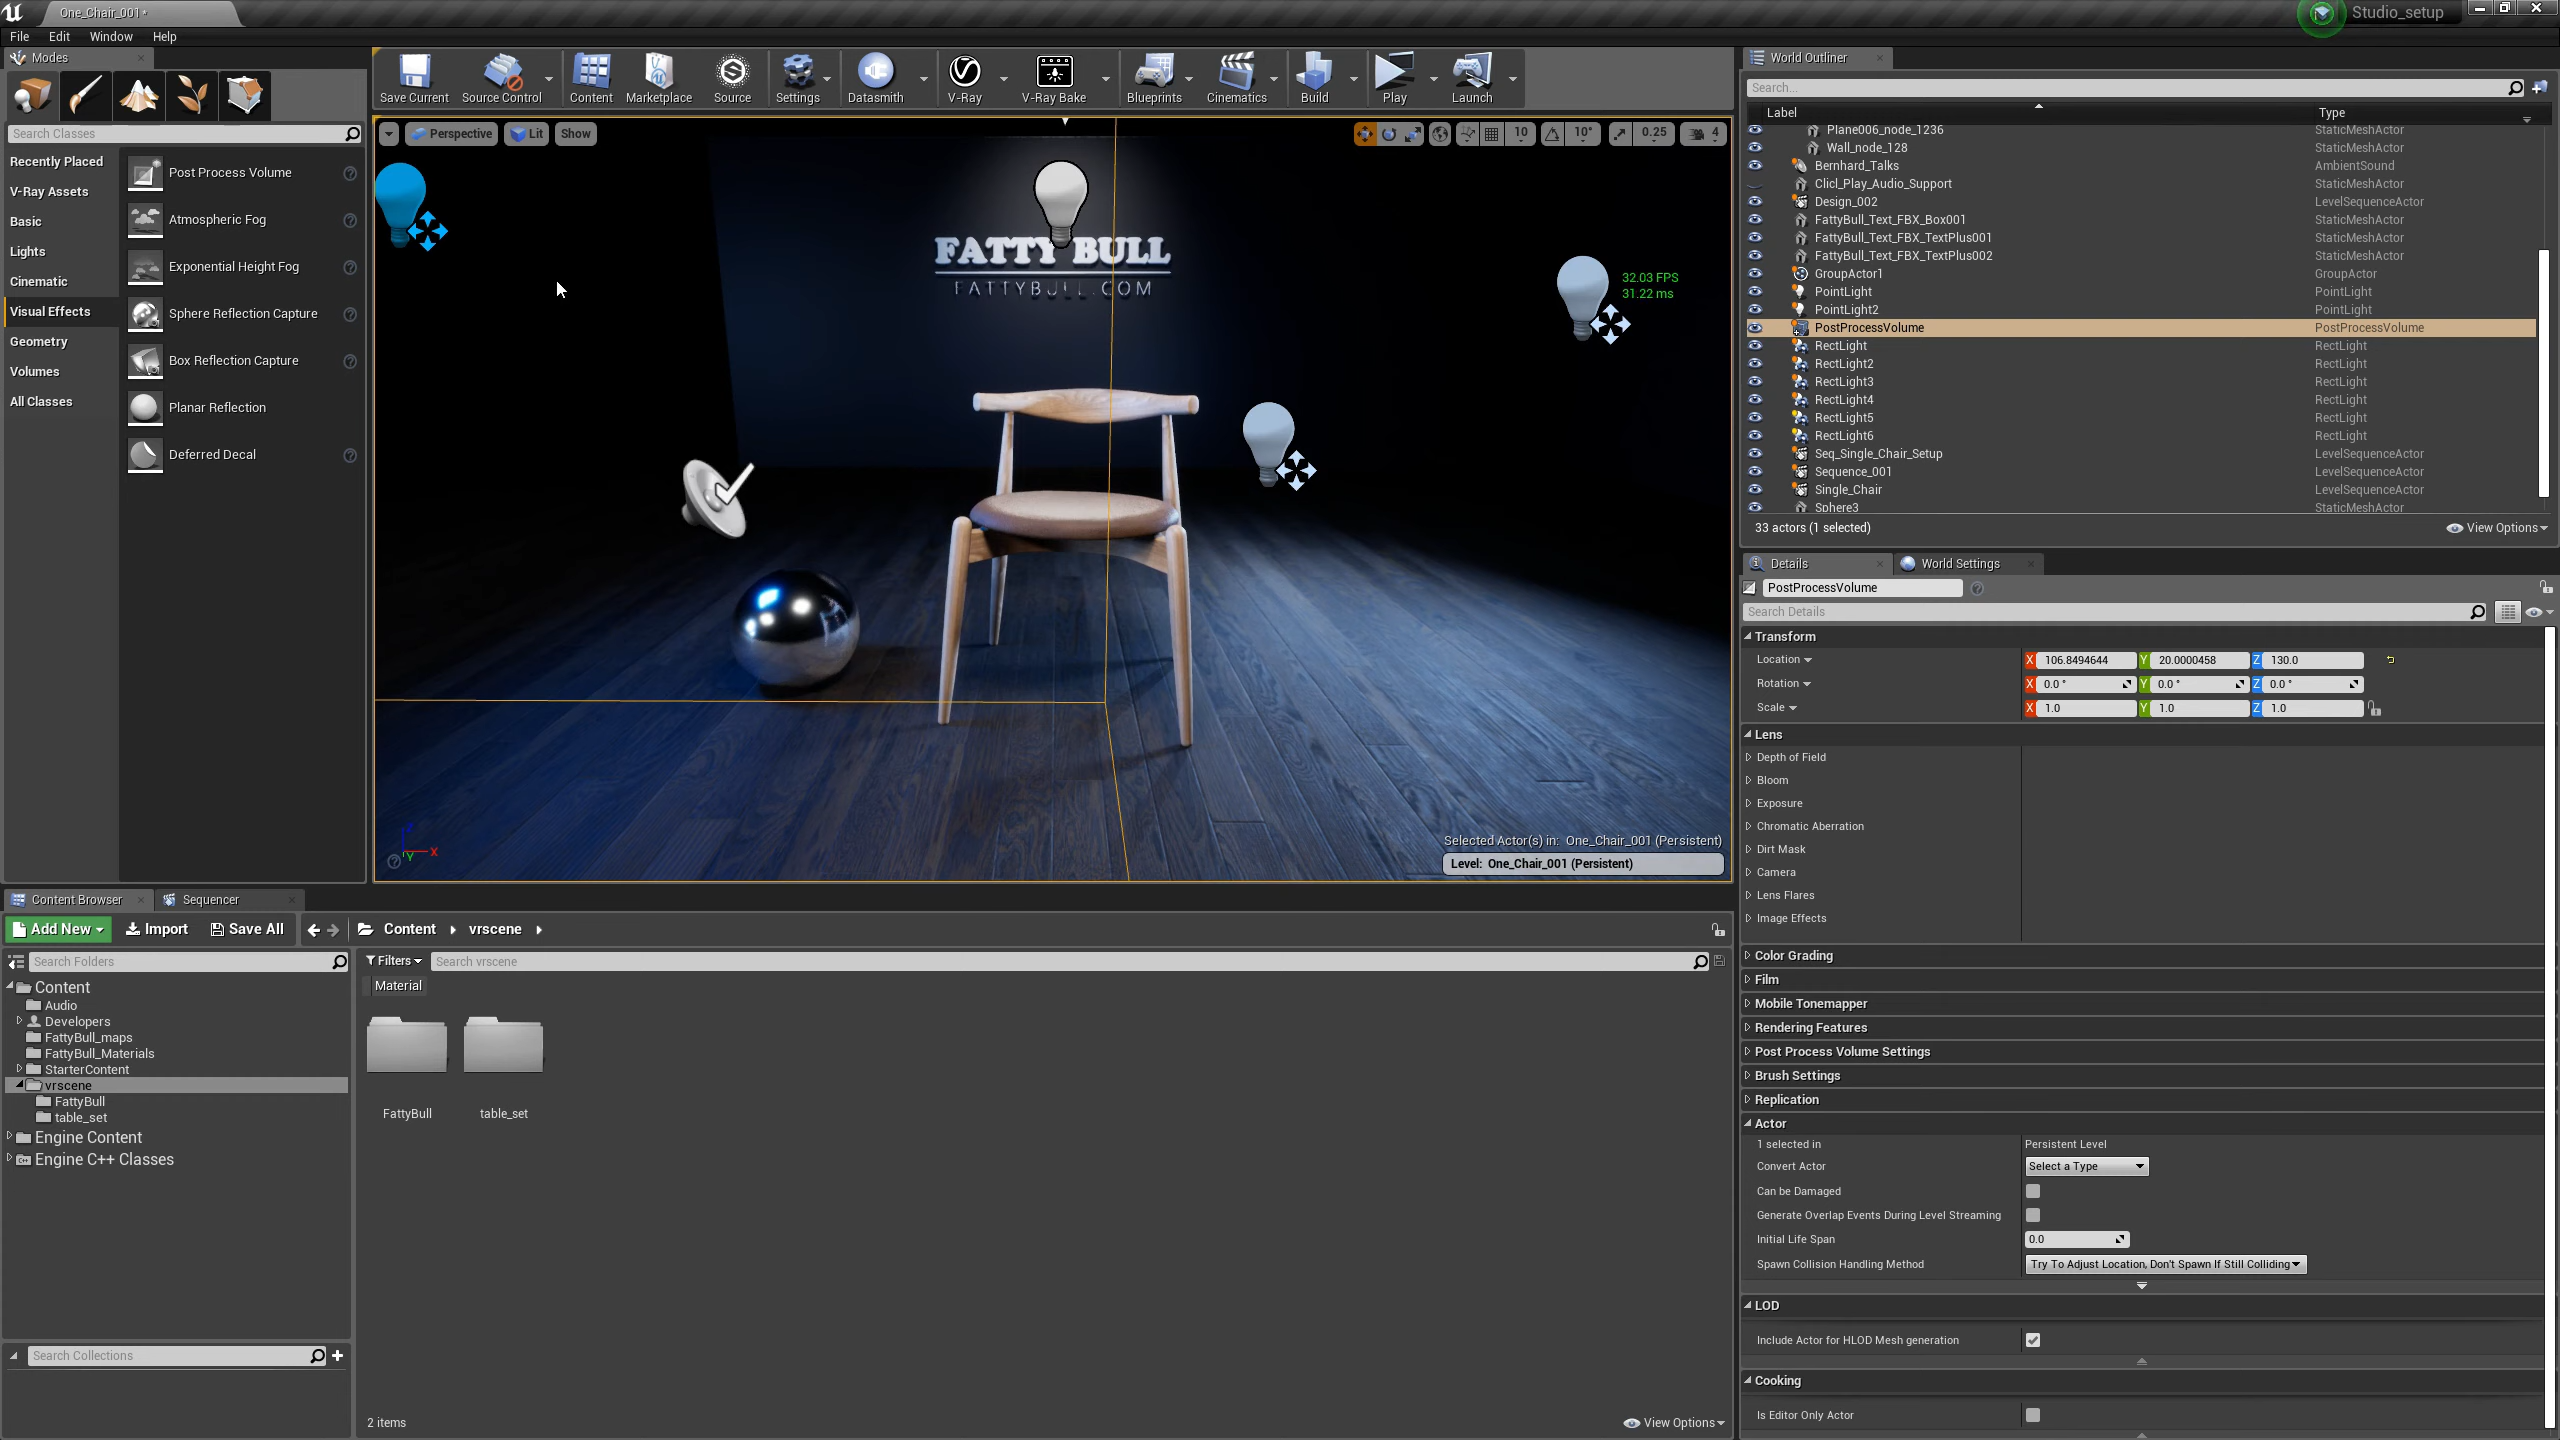 One_Chair_001*
Studio_setup
File Edit Window Help
Modes
Search Classes
Recently Placed
V-Ray Assets
Basic
Lights
Cinematic
Visual Effects
Geometry
Volumes
All Classes
Post Process Volume
Atmospheric Fog
Exponential Height Fog
Sphere Reflection Capture
Box Reflection Capture
Planar Reflection
Deferred Decal
Save Current Source Control Content Marketplace Source Settings Datasmith V-Ray V-Ray Bake Blueprints Cinematics Build Play Launch
Perspective Lit Show
10 10° 0.25 4
FATTY BULL
FATTYBULL.COM
32.03 FPS
31.22 ms
Selected Actor(s) in: One_Chair_001 (Persistent)
Level: One_Chair_001 (Persistent)
X
Y
World Outliner
Search...
Label Type
Plane006_node_1236 StaticMeshActor
Wall_node_128 StaticMeshActor
Bernhard_Talks AmbientSound
Clicl_Play_Audio_Support StaticMeshActor
Design_002 LevelSequenceActor
FattyBull_Text_FBX_Box001 StaticMeshActor
FattyBull_Text_FBX_TextPlus001 StaticMeshActor
FattyBull_Text_FBX_TextPlus002 StaticMeshActor
GroupActor1 GroupActor
PointLight PointLight
PointLight2 PointLight
PostProcessVolume PostProcessVolume
RectLight RectLight
RectLight2 RectLight
RectLight3 RectLight
RectLight4 RectLight
RectLight5 RectLight
RectLight6 RectLight
Seq_Single_Chair_Setup LevelSequenceActor
Sequence_001 LevelSequenceActor
Single_Chair LevelSequenceActor
Sphere3 StaticMeshActor
33 actors (1 selected) View Options
Details World Settings
PostProcessVolume
Search Details
Transform
Location X 106.8494644 Y 20.0000458 Z 130.0
Rotation X 0.0 ° Y 0.0 ° Z 0.0 °
Scale X 1.0 Y 1.0 Z 1.0
Lens
Depth of Field
Bloom
Exposure
Chromatic Aberration
Dirt Mask
Camera
Lens Flares
Image Effects
Color Grading
Film
Mobile Tonemapper
Rendering Features
Post Process Volume Settings
Brush Settings
Replication
Actor
1 selected in Persistent Level
Convert Actor Select a Type
Can be Damaged
Generate Overlap Events During Level Streaming
Initial Life Span 0.0
Spawn Collision Handling Method Try To Adjust Location, Don't Spawn If Still Colliding
LOD
Include Actor for HLOD Mesh generation
Cooking
Is Editor Only Actor
Content Browser Sequencer
Add New Import Save All Content vrscene
Search Folders
Content
Audio
Developers
FattyBull_maps
FattyBull_Materials
StarterContent
vrscene
FattyBull
table_set
Engine Content
Engine C++ Classes
Search Collections
Filters Search vrscene
Material
FattyBull table_set
2 items View Options